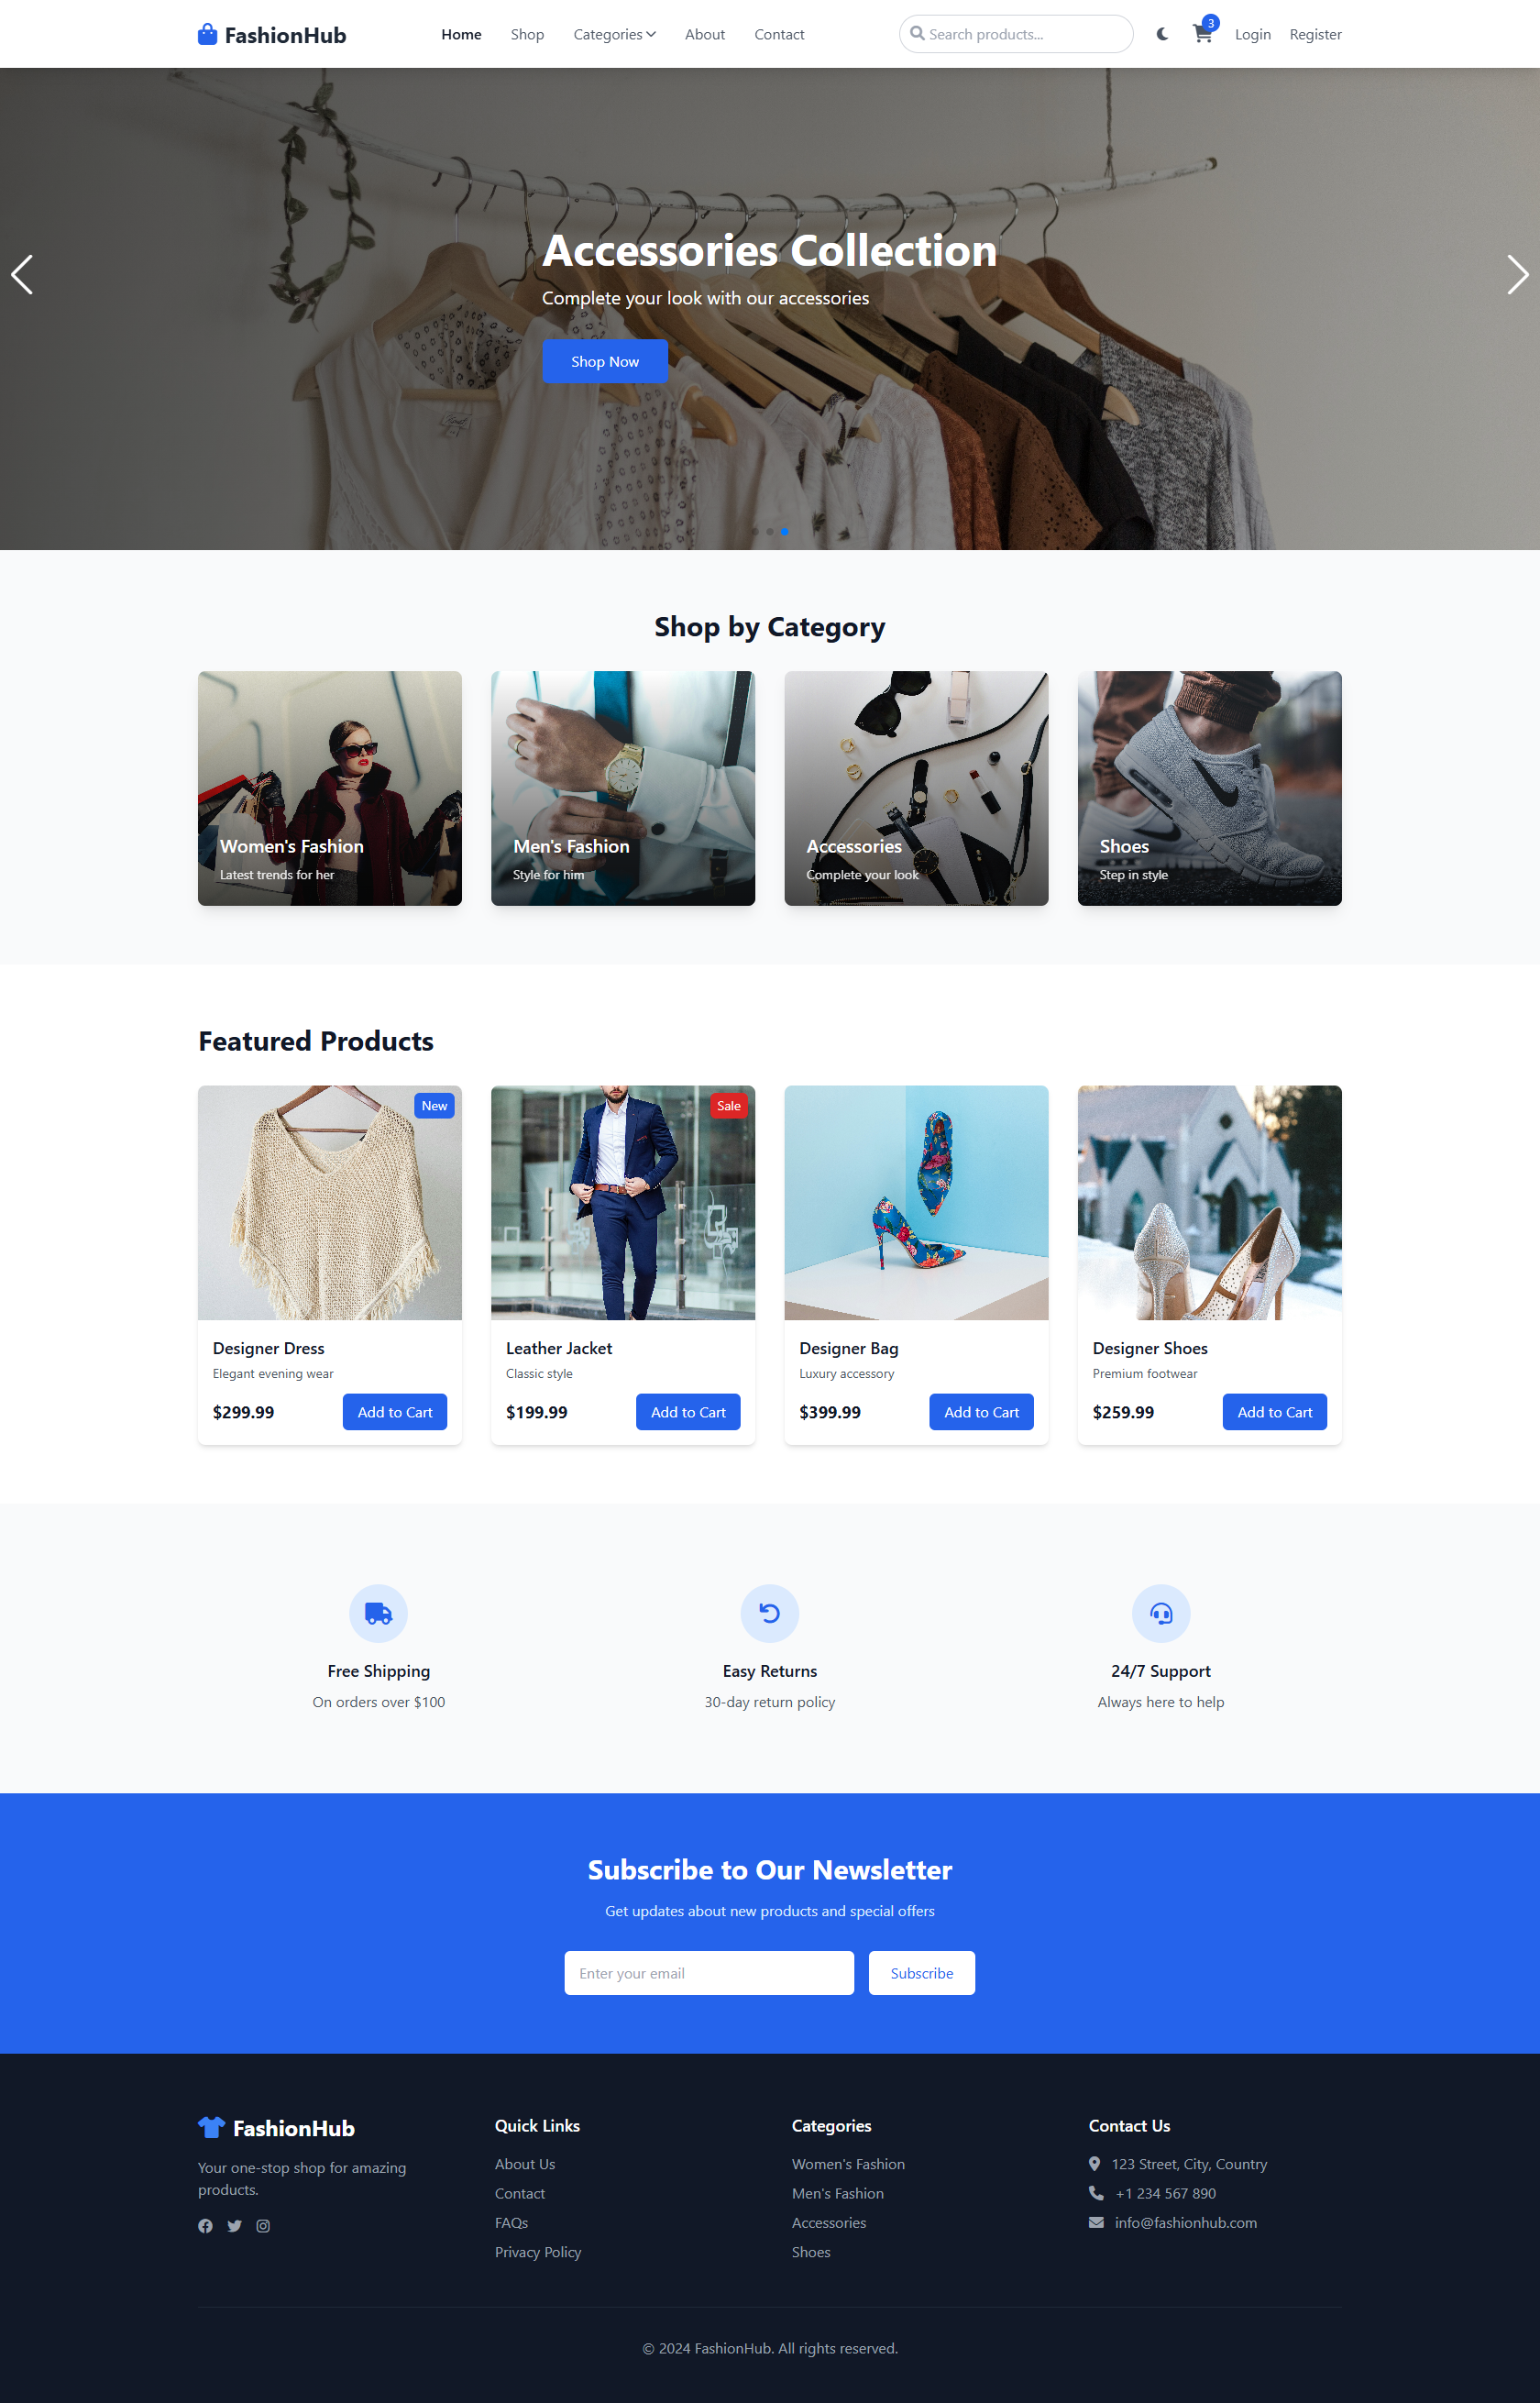 FashionHub
Home Shop Categories About Contact
Search products...
3
Login Register
Accessories Collection
Complete your look with our accessories
Shop Now
Shop by Category
Women's Fashion
Latest trends for her
Men's Fashion
Style for him
Accessories
Complete your look
Shoes
Step in style
Featured Products
New
Designer Dress
Elegant evening wear
$299.99 Add to Cart
Sale
Leather Jacket
Classic style
$199.99 Add to Cart
Designer Bag
Luxury accessory
$399.99 Add to Cart
Designer Shoes
Premium footwear
$259.99 Add to Cart
Free Shipping
On orders over $100
Easy Returns
30-day return policy
24/7 Support
Always here to help
Subscribe to Our Newsletter
Get updates about new products and special offers
Enter your email Subscribe
FashionHub
Your one-stop shop for amazing
products.
Quick Links
About Us
Contact
FAQs
Privacy Policy
Categories
Women's Fashion
Men's Fashion
Accessories
Shoes
Contact Us
123 Street, City, Country
+1 234 567 890
info@fashionhub.com
© 2024 FashionHub. All rights reserved.